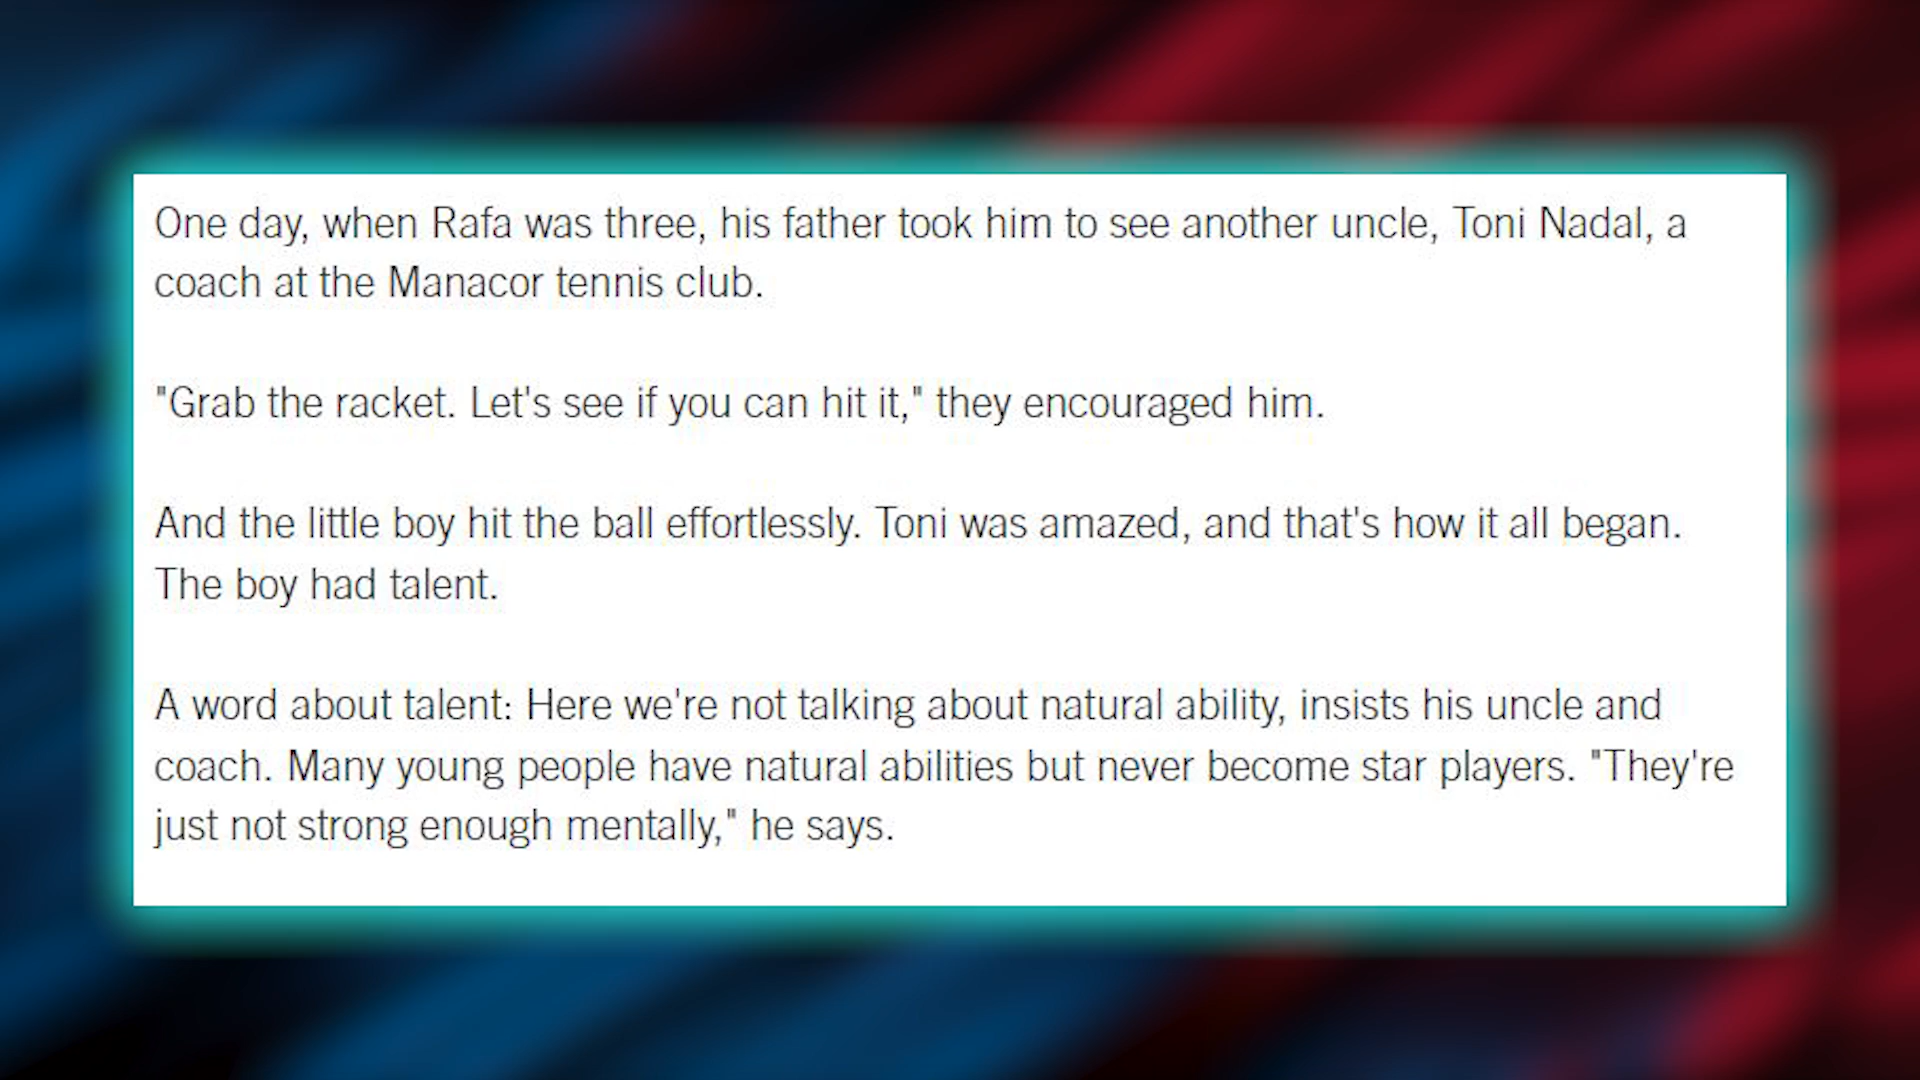 One day, when Rafa was three, his father took him to see another uncle, Toni Nadal, a
coach at the Manacor tennis club.
"Grab the racket. Let's see if you can hit it," they encouraged him.
And the little boy hit the ball effortlessly. Toni was amazed, and that's how it all began.
The boy had talent.
A word about talent: Here we're not talking about natural ability, insists his uncle and
coach. Many young people have natural abilities but never become star players. "They're
just not strong enough mentally," he says.